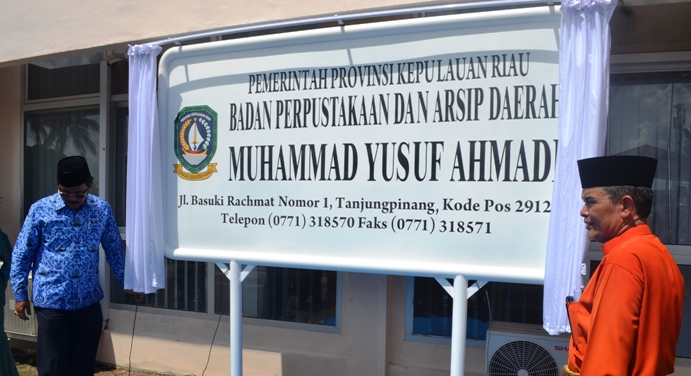 PEMERINTAH PROVINSI KEPULAUAN RIAU
BADAN PERPUSTAKAAN DAN ARSIP DAERAH
MUHAMMAD YUSUF AHMADI
Jl. Basuki Rachmat Nomor 1, Tanjungpinang, Kode Pos 2912
Telepon (0771) 318570 Faks (0771) 318571